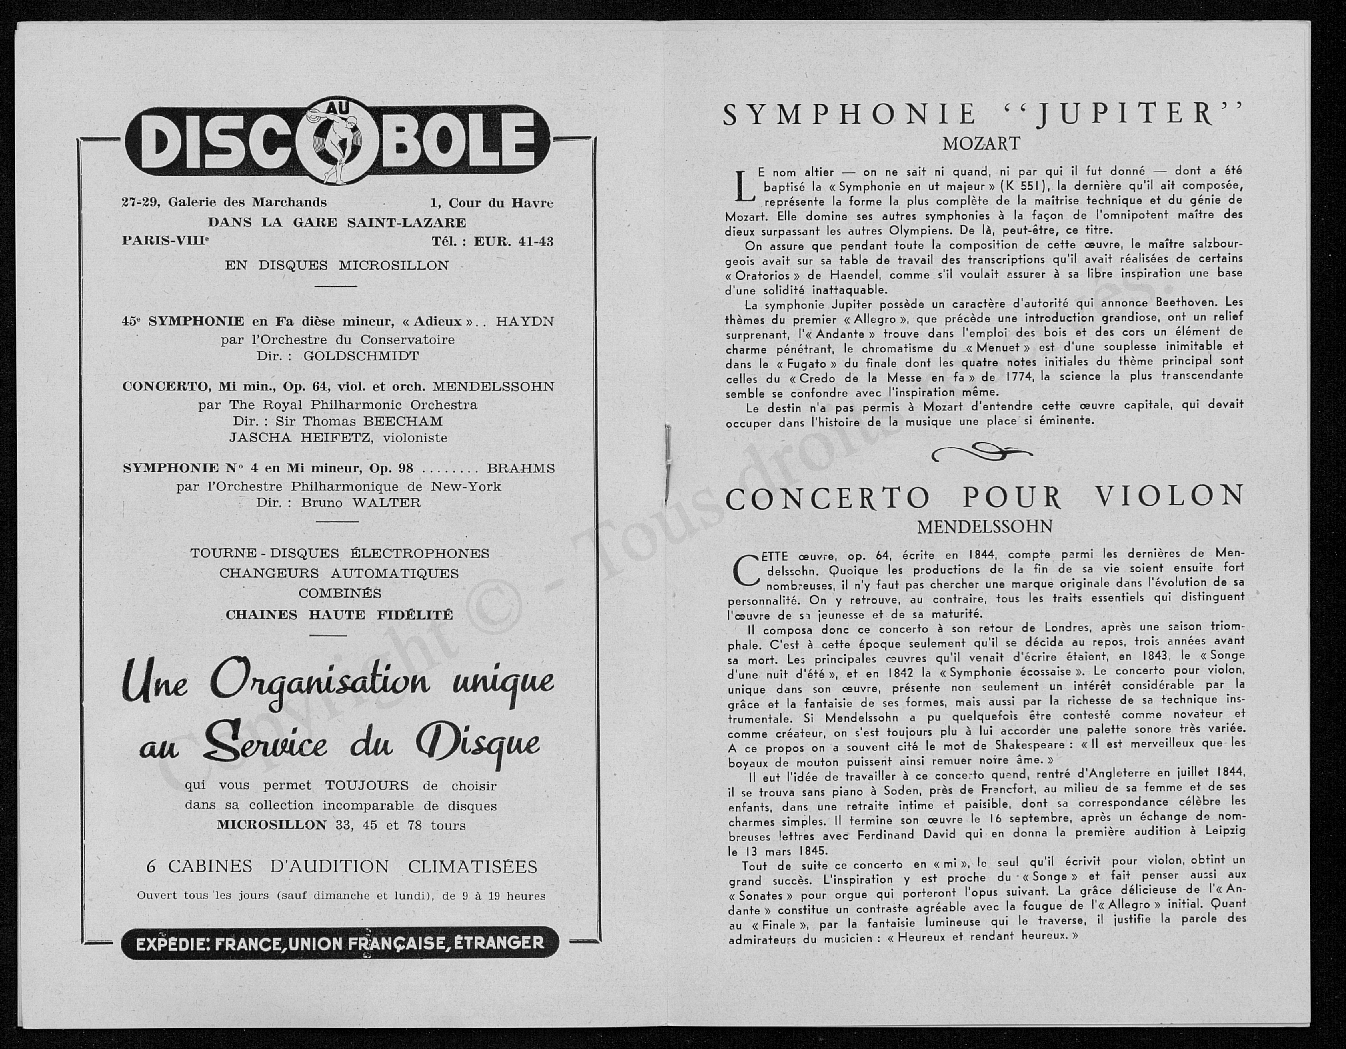 AU
DISCOBOLE
27-29, Galerie des Marchands 1, Cour du Havre
DANS LA GARE SAINT-LAZARE
PARIS-VIIIe Tél. : EUR. 41-43
EN DISQUES MICROSILLON
45e SYMPHONIE en Fa dièse mineur, « Adieux ».. HAYDN
par l'Orchestre du Conservatoire
Dir. : GOLDSCHMIDT
CONCERTO, Mi min., Op. 64, viol. et orch. MENDELSSOHN
par The Royal Philharmonic Orchestra
Dir. : Sir Thomas BEECHAM
JASCHA HEIFETZ, violoniste
SYMPHONIE No 4 en Mi mineur, Op. 98 ........ BRAHMS
par l'Orchestre Philharmonique de New-York
Dir. : Bruno WALTER
TOURNE-DISQUES ÉLECTROPHONES
CHANGEURS AUTOMATIQUES
COMBINÉS
CHAINES HAUTE FIDÉLITÉ
Une Organisation unique
au Service du Disque
qui vous permet TOUJOURS de choisir
dans sa collection incomparable de disques
MICROSILLON 33, 45 et 78 tours
6 CABINES D'AUDITION CLIMATISÉES
Ouvert tous les jours (sauf dimanche et lundi), de 9 à 19 heures
EXPÉDIE: FRANCE, UNION FRANÇAISE, ÉTRANGER
SYMPHONIE "JUPITER"
MOZART
LE nom altier — on ne sait ni quand, ni par qui il fut donné — dont a été
baptisé la « Symphonie en ut majeur » (K 551), la dernière qu'il ait composée,
représente la forme la plus complète de la maîtrise technique et du génie de
Mozart. Elle domine ses autres symphonies à la façon de l'omnipotent maître des
dieux surpassant les autres Olympiens. De là, peut-être, ce titre.
On assure que pendant toute la composition de cette œuvre, le maître salzbour-
geois avait sur sa table de travail des transcriptions qu'il avait réalisées de certains
« Oratorios » de Haendel, comme s'il voulait assurer à sa libre inspiration une base
d'une solidité inattaquable.
La symphonie Jupiter possède un caractère d'autorité qui annonce Beethoven. Les
thèmes du premier « Allegro », que précède une introduction grandiose, ont un relief
surprenant, l'« Andante » trouve dans l'emploi des bois et des cors un élément de
charme pénétrant, le chromatisme du « Menuet » est d'une souplesse inimitable et
dans le « Fugato » du finale dont les quatre notes initiales du thème principal sont
celles du « Credo de la Messe en fa » de 1774, la science la plus transcendante
semble se confondre avec l'inspiration même.
Le destin n'a pas permis à Mozart d'entendre cette œuvre capitale, qui devait
occuper dans l'histoire de la musique une place si éminente.
CONCERTO POUR VIOLON
MENDELSSOHN
CETTE œuvre, op. 64, écrite en 1844, compte parmi les dernières de Men-
delssohn. Quoique les productions de la fin de sa vie soient ensuite fort
nombreuses, il n'y faut pas chercher une marque originale dans l'évolution de sa
personnalité. On y retrouve, au contraire, tous les traits essentiels qui distinguent
l'œuvre de sa jeunesse et de sa maturité.
Il composa donc ce concerto à son retour de Londres, après une saison triom-
phale. C'est à cette époque seulement qu'il se décida au repos, trois années avant
sa mort. Les principales œuvres qu'il venait d'écrire étaient, en 1843, le « Songe
d'une nuit d'été », et en 1842 la « Symphonie écossaise ». Le concerto pour violon,
unique dans son œuvre, présente non seulement un intérêt considérable par la
grâce et la fantaisie de ses formes, mais aussi par la richesse de sa technique ins-
trumentale. Si Mendelssohn a pu quelquefois être contesté comme novateur et
comme créateur, on s'est toujours plu à lui accorder une palette sonore très variée.
A ce propos on a souvent cité le mot de Shakespeare : « Il est merveilleux que les
boyaux de mouton puissent ainsi remuer notre âme. »
Il eut l'idée de travailler à ce concerto quand, rentré d'Angleterre en juillet 1844,
il se trouva sans piano à Soden, près de Francfort, au milieu de sa femme et de ses
enfants, dans une retraite intime et paisible, dont sa correspondance célèbre les
charmes simples. Il termine son œuvre le 16 septembre, après un échange de nom-
breuses lettres avec Ferdinand David qui en donna la première audition à Leipzig
le 13 mars 1845.
Tout de suite ce concerto en « mi », le seul qu'il écrivit pour violon, obtint un
grand succès. L'inspiration y est proche du « Songe » et fait penser aussi aux
« Sonates » pour orgue qui porteront l'opus suivant. La grâce délicieuse de l'« An-
dante » constitue un contraste agréable avec la fougue de l'« Allegro » initial. Quant
au « Finale », par la fantaisie lumineuse qui le traverse, il justifie la parole des
admirateurs du musicien : « Heureux et rendant heureux. »
Copyright © - Tous droits réservés.